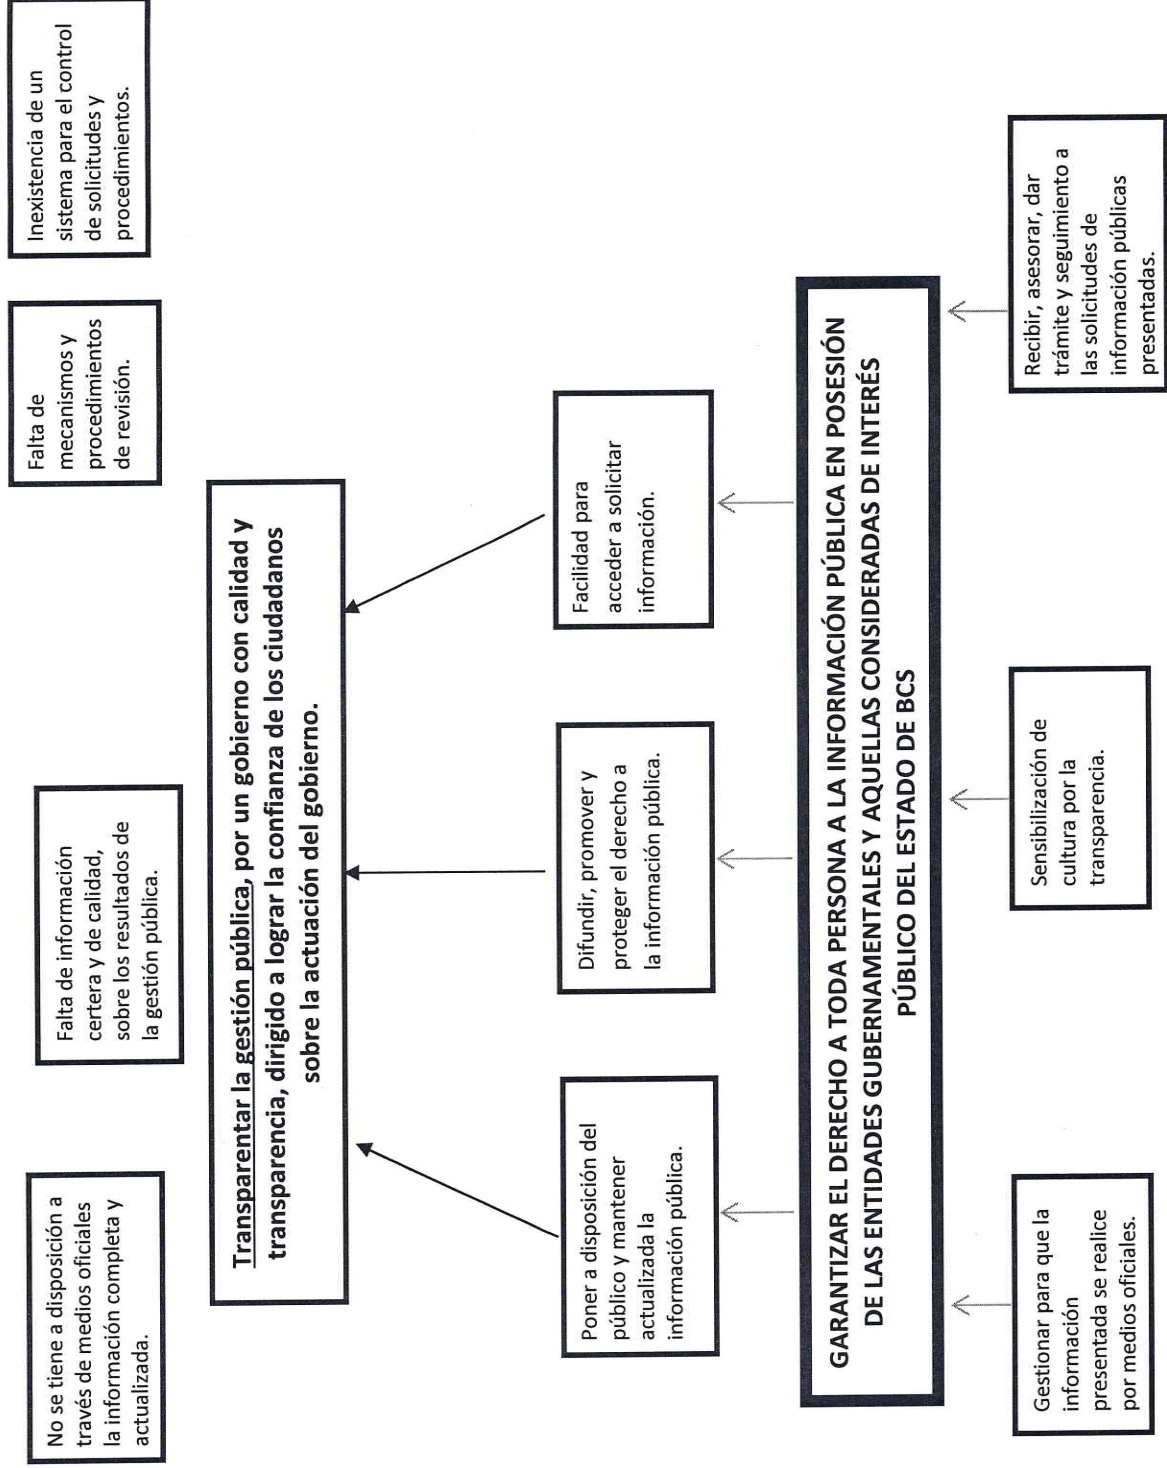 No se tiene a disposición a
través de medios oficiales
la información completa y
actualizada.
Falta de información
certera y de calidad,
sobre los resultados de
la gestión pública.
Falta de
mecanismos y
procedimientos
de revisión.
Inexistencia de un
sistema para el control
de solicitudes y
procedimientos.
Transparentar la gestión pública, por un gobierno con calidad y
transparencia, dirigido a lograr la confianza de los ciudadanos
sobre la actuación del gobierno.
Poner a disposición del
público y mantener
actualizada la
información pública.
Difundir, promover y
proteger el derecho a
la información pública.
Facilidad para
acceder a solicitar
información.
GARANTIZAR EL DERECHO A TODA PERSONA A LA INFORMACIÓN PÚBLICA EN POSESIÓN
DE LAS ENTIDADES GUBERNAMENTALES Y AQUELLAS CONSIDERADAS DE INTERÉS
PÚBLICO DEL ESTADO DE BCS
Gestionar para que la
información
presentada se realice
por medios oficiales.
Sensibilización de
cultura por la
transparencia.
Recibir, asesorar, dar
trámite y seguimiento a
las solicitudes de
información públicas
presentadas.